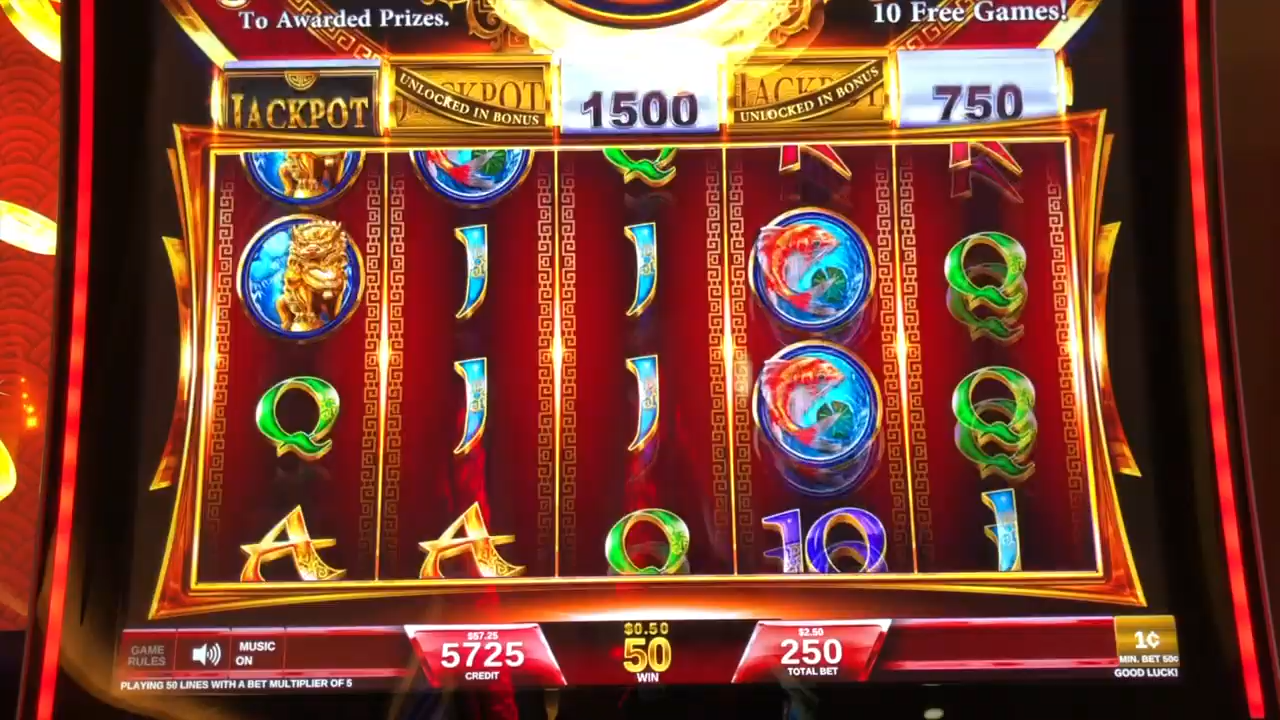 To Awarded Prizes.
10 Free Games!
JACKPOT
JACKPOT
UNLOCKED IN BONUS
1500
JACKPOT
UNLOCKED IN BONUS
750
J
J
Q
Q
J
J
Q
A
A
Q
10
J
GAME RULES
MUSIC ON
$57.25
5725
CREDIT
$0.50
50
WIN
$2.50
250
TOTAL BET
1¢
MIN. BET 50¢
GOOD LUCK!
PLAYING 50 LINES WITH A BET MULTIPLIER OF 5